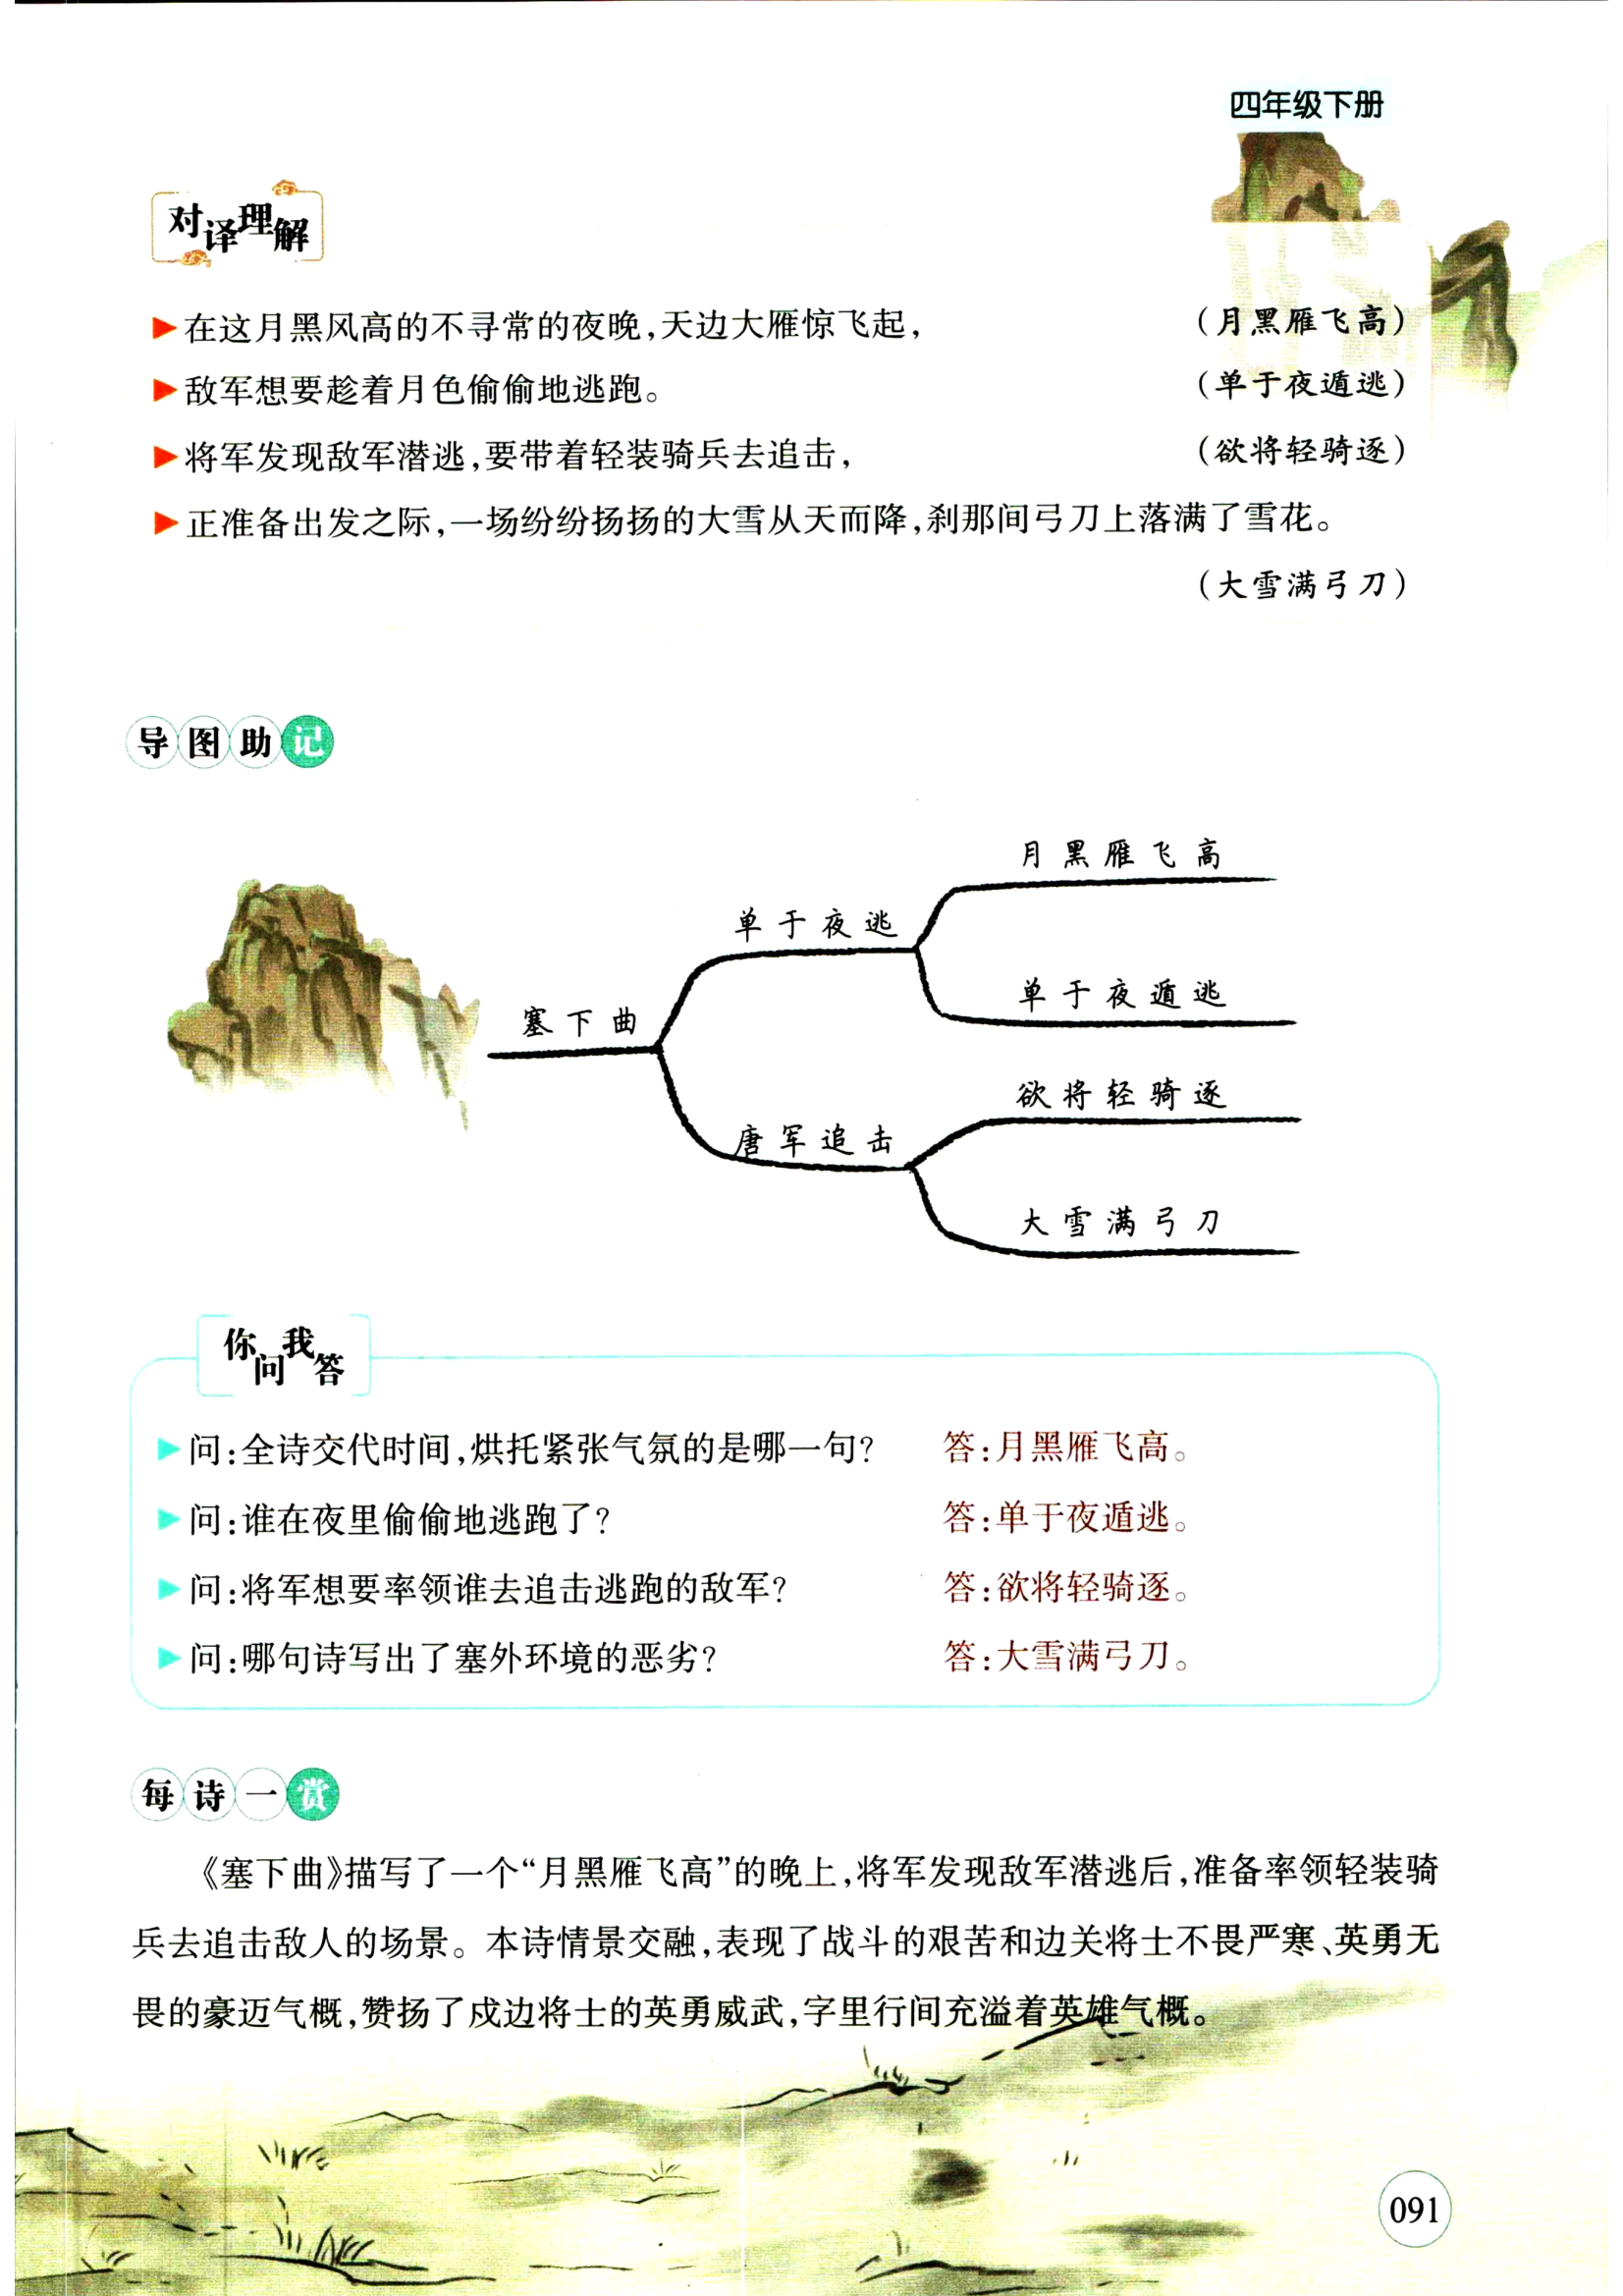 四年级下册
对译理解
在这月黑风高的不寻常的夜晚,天边大雁惊飞起,
(月黑雁飞高)
敌军想要趁着月色偷偷地逃跑。
(单于夜遁逃)
将军发现敌军潜逃,要带着轻装骑兵去追击,
(欲将轻骑逐)
正准备出发之际,一场纷纷扬扬的大雪从天而降,刹那间弓刀上落满了雪花。
(大雪满弓刀)
导图助记
塞下曲
单于夜逃
月黑雁飞高
单于夜遁逃
唐军追击
欲将轻骑逐
大雪满弓刀
你问我答
问:全诗交代时间,烘托紧张气氛的是哪一句?
答:月黑雁飞高。
问:谁在夜里偷偷地逃跑了?
答:单于夜遁逃。
问:将军想要率领谁去追击逃跑的敌军?
答:欲将轻骑逐。
问:哪句诗写出了塞外环境的恶劣?
答:大雪满弓刀。
每诗一赏
《塞下曲》描写了一个“月黑雁飞高”的晚上,将军发现敌军潜逃后,准备率领轻装骑
兵去追击敌人的场景。本诗情景交融,表现了战斗的艰苦和边关将士不畏严寒、英勇无
畏的豪迈气概,赞扬了戍边将士的英勇威武,字里行间充溢着英雄气概。
091